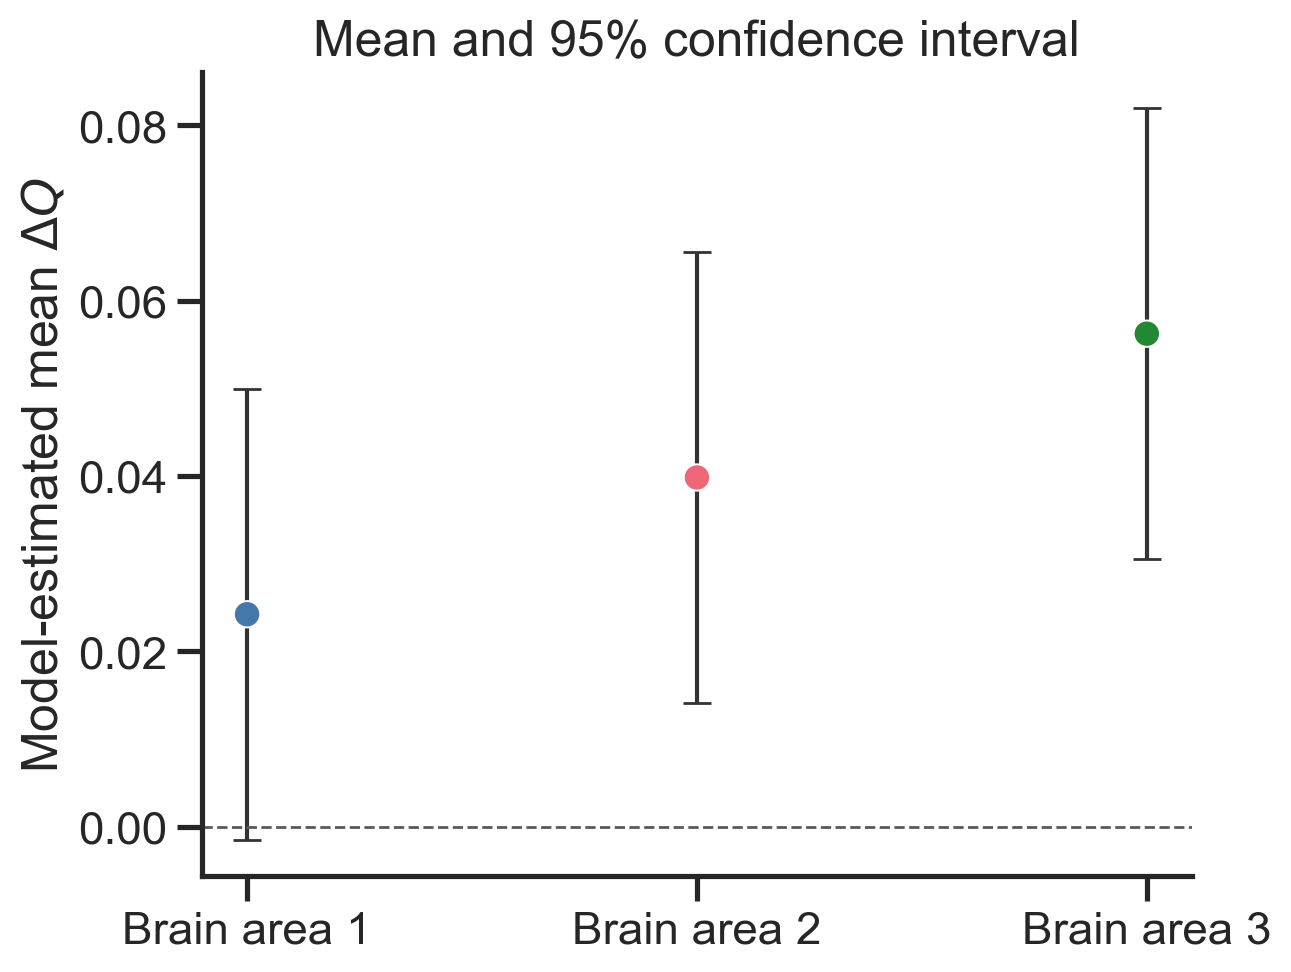 Mean and 95% confidence interval
Model-estimated mean ΔQ
0.08
0.06
0.04
0.02
0.00
Brain area 1
Brain area 2
Brain area 3